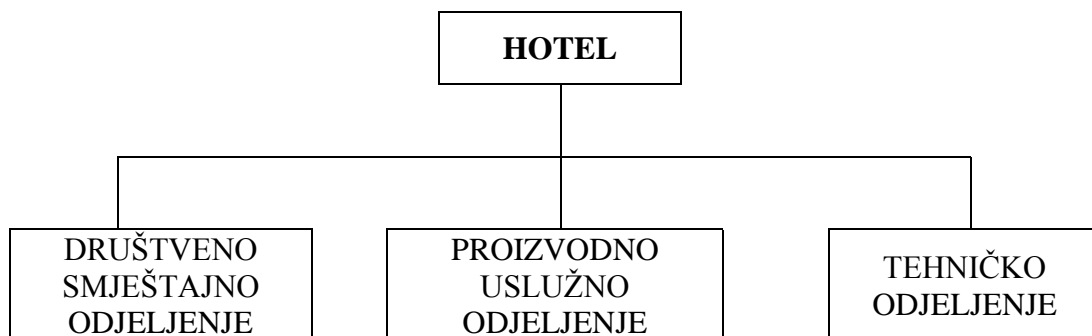 HOTEL
DRUŠTVENO
SMJEŠTAJNO
ODJELJENJE
PROIZVODNO
USLUŽNO
ODJELJENJE
TEHNIČKO
ODJELJENJE